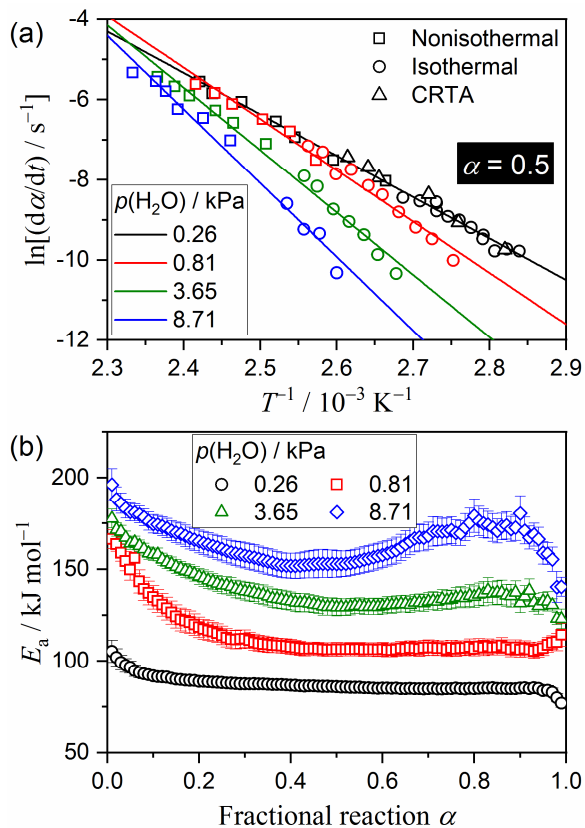 (a)
-4
-6
-8
-10
-12
ln[(dα/dt) / s⁻¹]
Nonisothermal
Isothermal
CRTA
α = 0.5
p(H₂O) / kPa
0.26
0.81
3.65
8.71
2.3 2.4 2.5 2.6 2.7 2.8 2.9
T⁻¹ / 10⁻³ K⁻¹
(b)
200
150
100
50
Eₐ / kJ mol⁻¹
p(H₂O) / kPa
0.26 0.81
3.65 8.71
0.0 0.2 0.4 0.6 0.8 1.0
Fractional reaction α